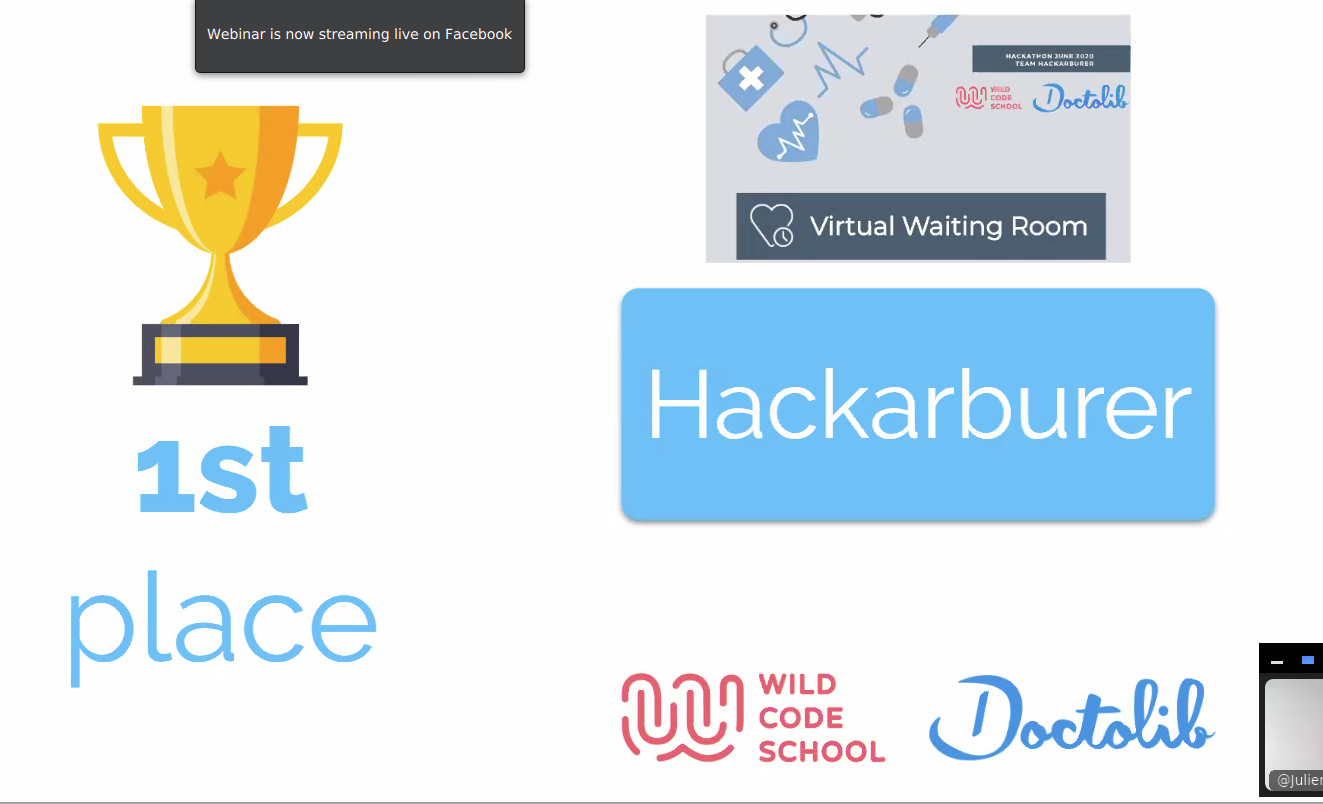 Webinar is now streaming live on Facebook
HACKATHON JUNE 2020
TEAM HACKARBURER
WILD
CODE
SCHOOL
Doctolib
Virtual Waiting Room
Hackarburer
1st
place
WILD
CODE
SCHOOL
Doctolib
@Julien